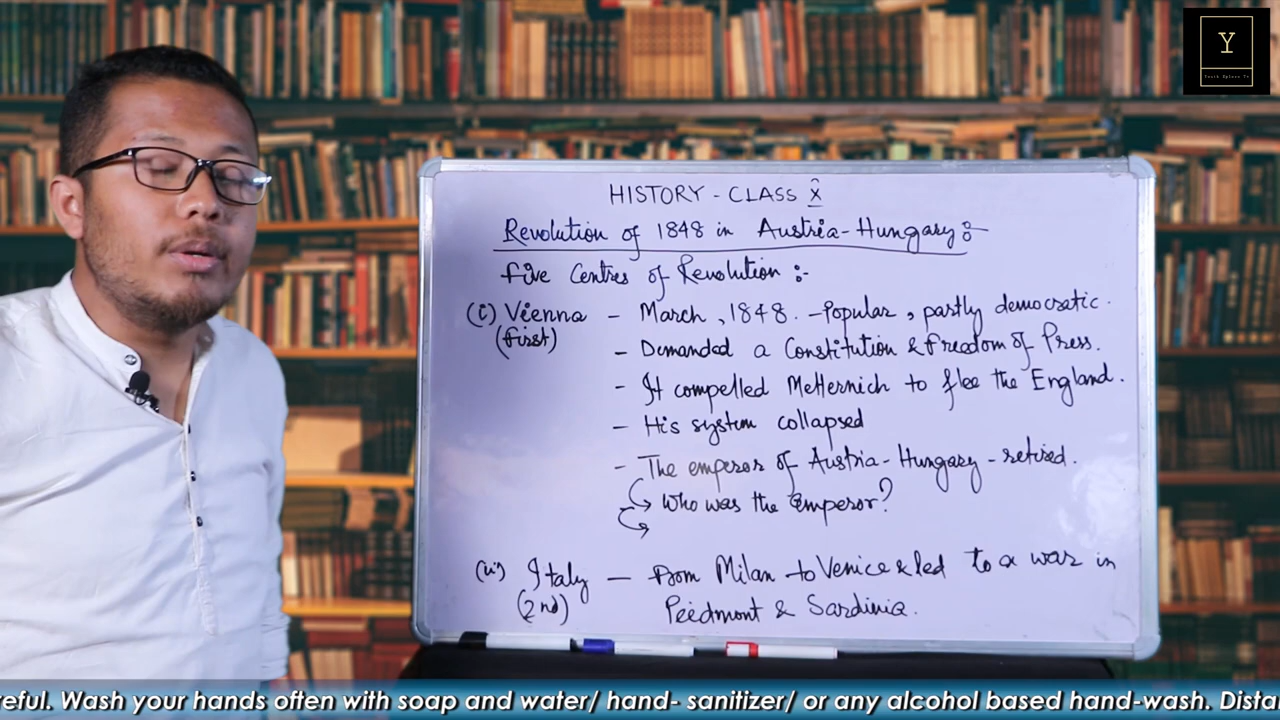 Y
HISTORY - CLASS X
Revolution of 1848 in Austria-Hungary:-
Five Centres of Revolution :-
(i) Vienna - March, 1848. - Popular, partly democratic.
(first)
- Demanded a Constitution & freedom of Press.
- It compelled Metternich to flee the England.
- His system collapsed
- The emperor of Austria-Hungary - retired.
→ Who was the Emperor?
(ii) Italy - From Milan to Venice & led to a war in
(2nd) Piedmont & Sardinia.
eful. Wash your hands often with soap and water/ hand- sanitizer/ or any alcohol based hand-wash. Dista